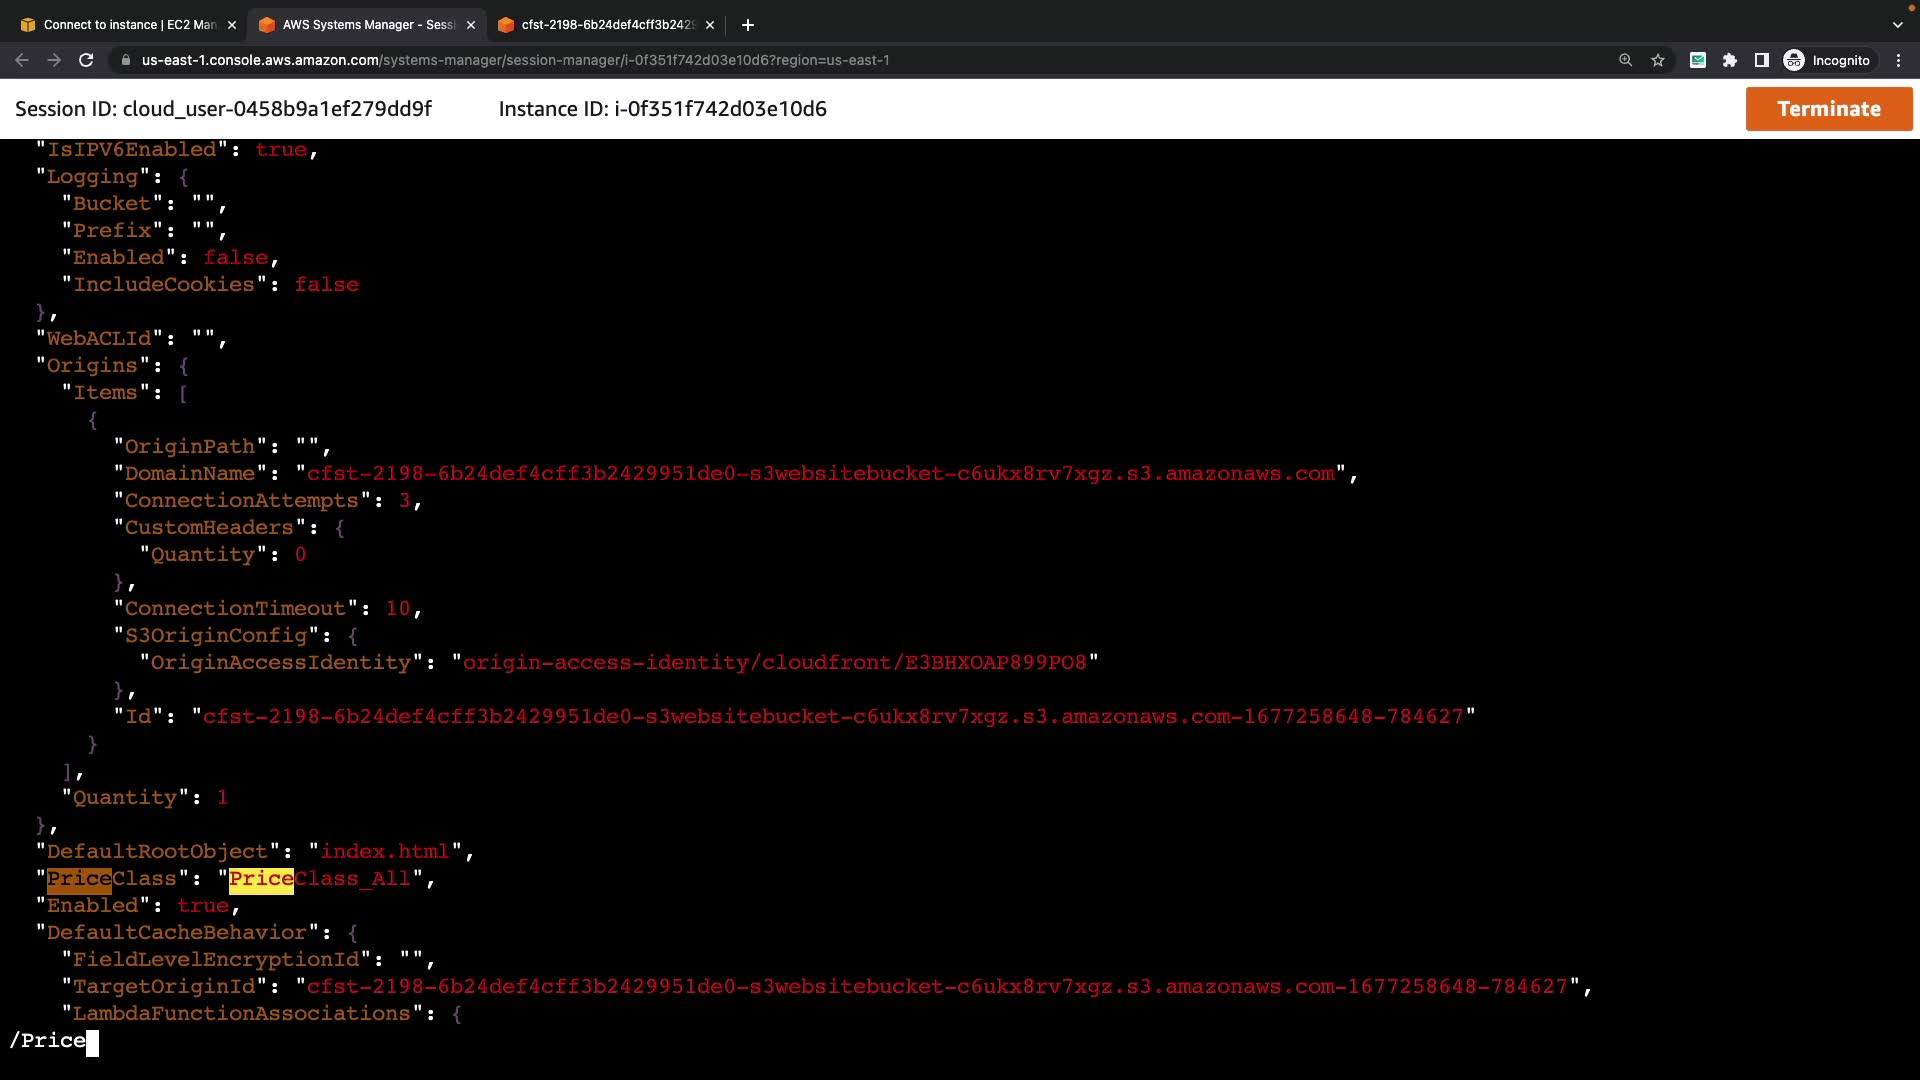 Connect to instance | EC2 Man
AWS Systems Manager - Sessi
cfst-2198-6b24def4cff3b2429
us-east-1.console.aws.amazon.com/systems-manager/session-manager/i-0f351f742d03e10d6?region=us-east-1
Incognito
Session ID: cloud_user-0458b9a1ef279dd9f
Instance ID: i-0f351f742d03e10d6
Terminate
"IsIPV6Enabled": true,
"Logging": {
"Bucket": "",
"Prefix": "",
"Enabled": false,
"IncludeCookies": false
},
"WebACLId": "",
"Origins": {
"Items": [
{
"OriginPath": "",
"DomainName": "cfst-2198-6b24def4cff3b2429951de0-s3websitebucket-c6ukx8rv7xgz.s3.amazonaws.com",
"ConnectionAttempts": 3,
"CustomHeaders": {
"Quantity": 0
},
"ConnectionTimeout": 10,
"S3OriginConfig": {
"OriginAccessIdentity": "origin-access-identity/cloudfront/E3BHXOAP899PO8"
},
"Id": "cfst-2198-6b24def4cff3b2429951de0-s3websitebucket-c6ukx8rv7xgz.s3.amazonaws.com-1677258648-784627"
}
],
"Quantity": 1
},
"DefaultRootObject": "index.html",
"PriceClass": "PriceClass_All",
"Enabled": true,
"DefaultCacheBehavior": {
"FieldLevelEncryptionId": "",
"TargetOriginId": "cfst-2198-6b24def4cff3b2429951de0-s3websitebucket-c6ukx8rv7xgz.s3.amazonaws.com-1677258648-784627",
"LambdaFunctionAssociations": {
/Price